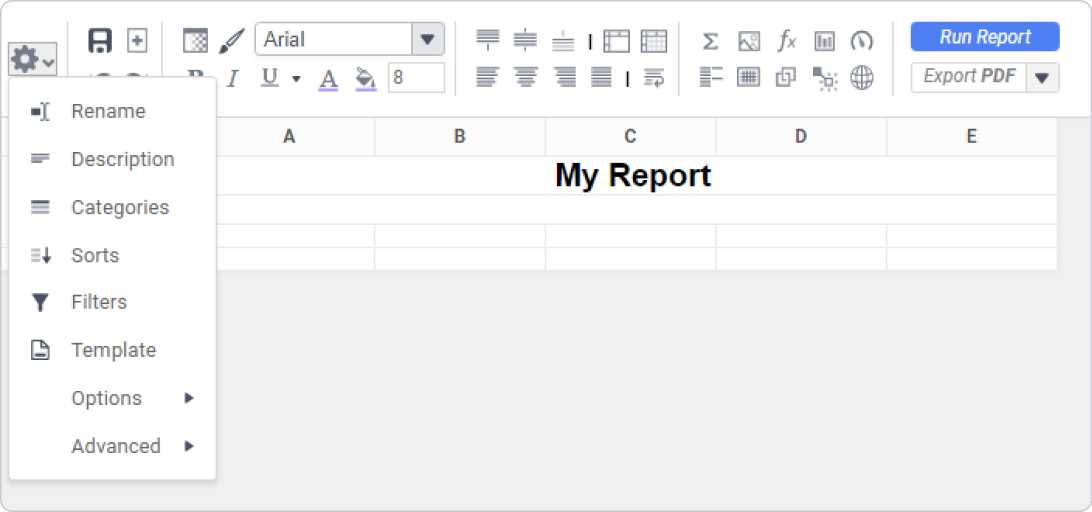 Arial
Run Report
B I U A 8
Export PDF
Rename
Description
Categories
Sorts
Filters
Template
Options
Advanced
A B C D E
My Report